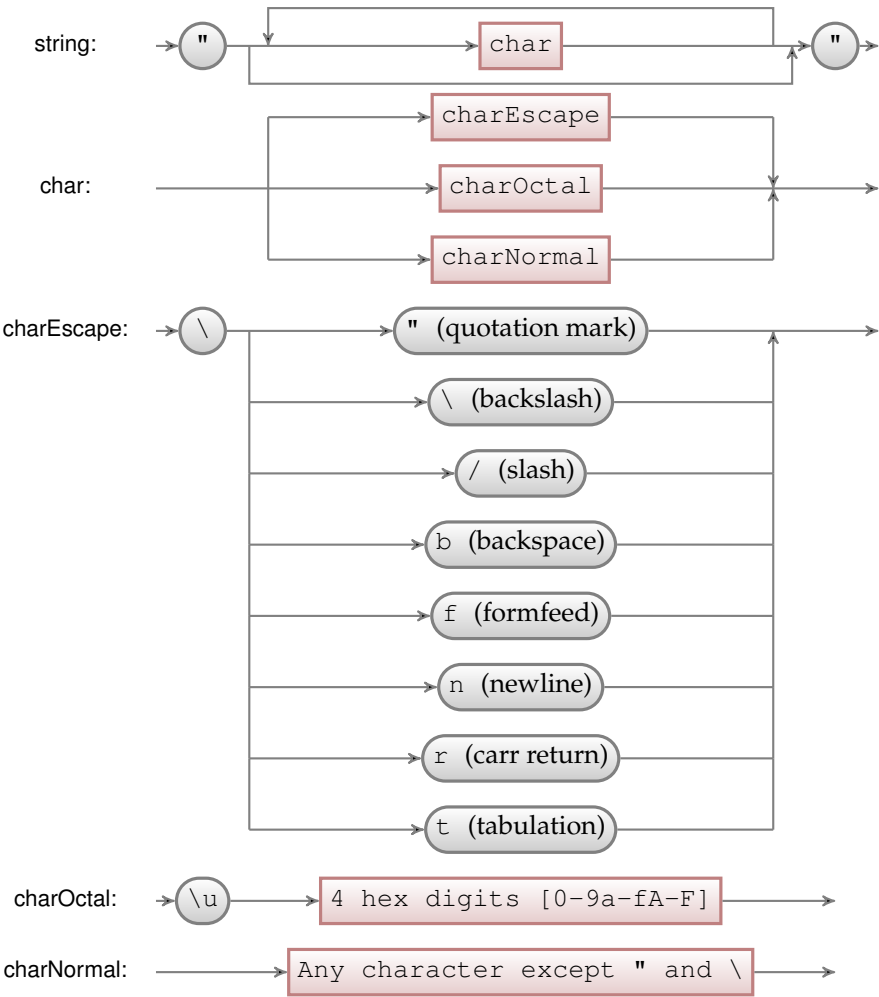 string: " char "
charEscape
char: charOctal
charNormal
charEscape: \ " (quotation mark)
\ (backslash)
/ (slash)
b (backspace)
f (formfeed)
n (newline)
r (carr return)
t (tabulation)
charOctal: \u 4 hex digits [0-9a-fA-F]
charNormal: Any character except " and \